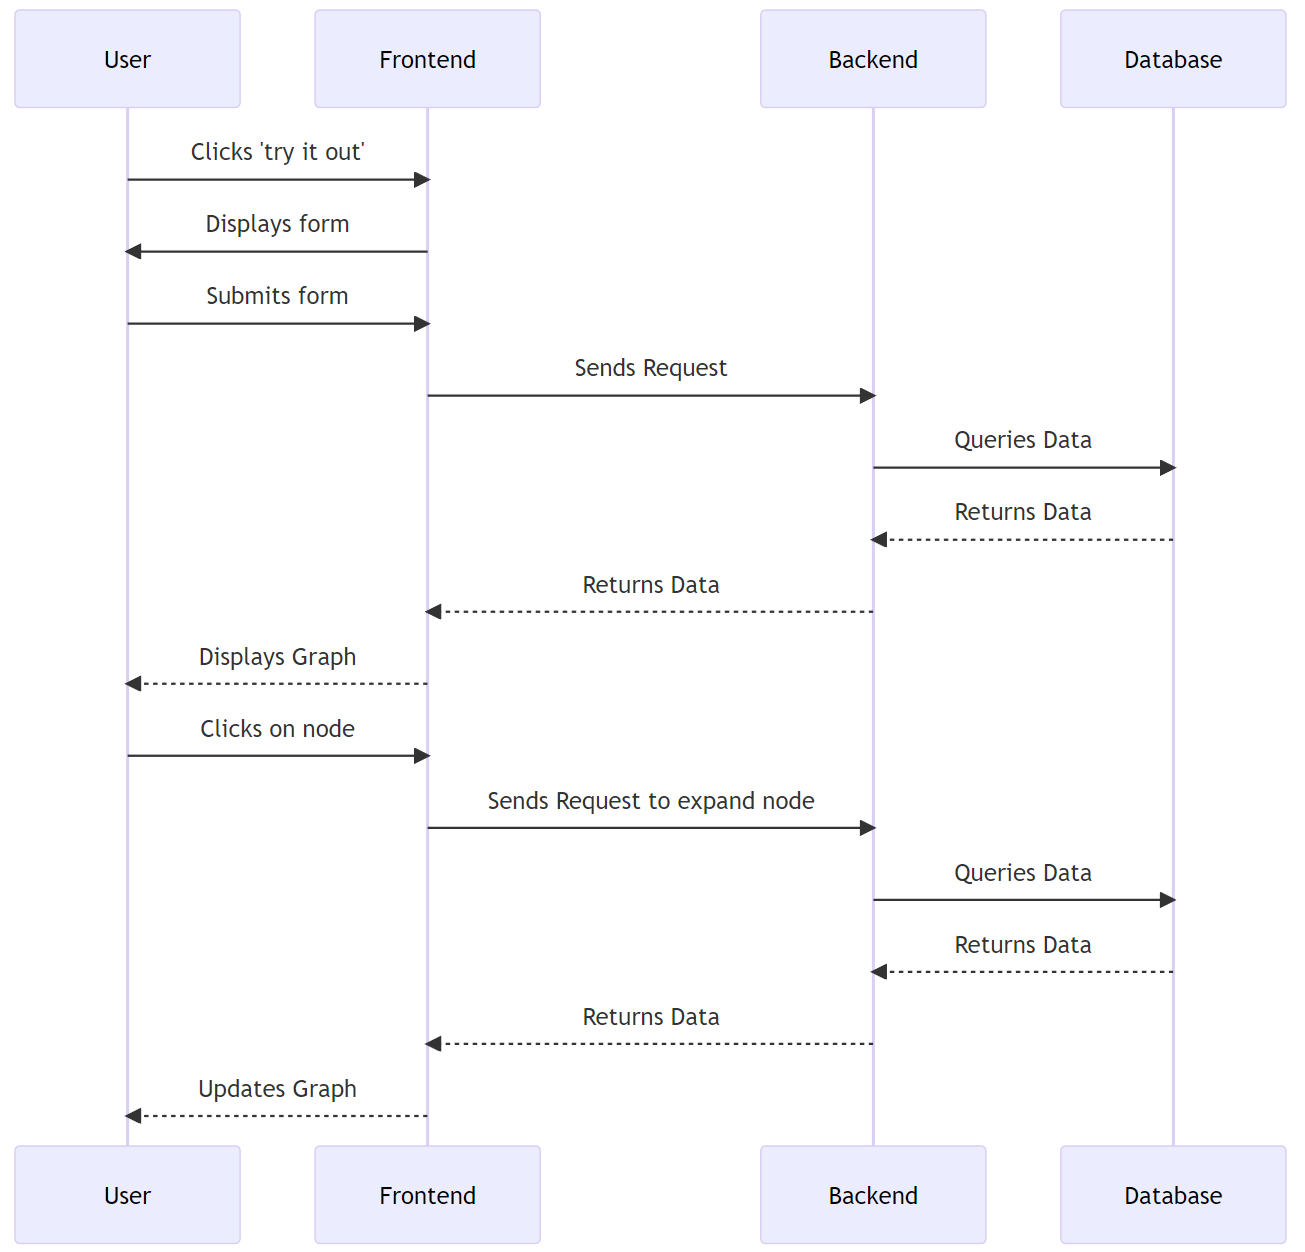 User
Frontend
Backend
Database
Clicks 'try it out'
Displays form
Submits form
Sends Request
Queries Data
Returns Data
Returns Data
Displays Graph
Clicks on node
Sends Request to expand node
Queries Data
Returns Data
Returns Data
Updates Graph
User
Frontend
Backend
Database